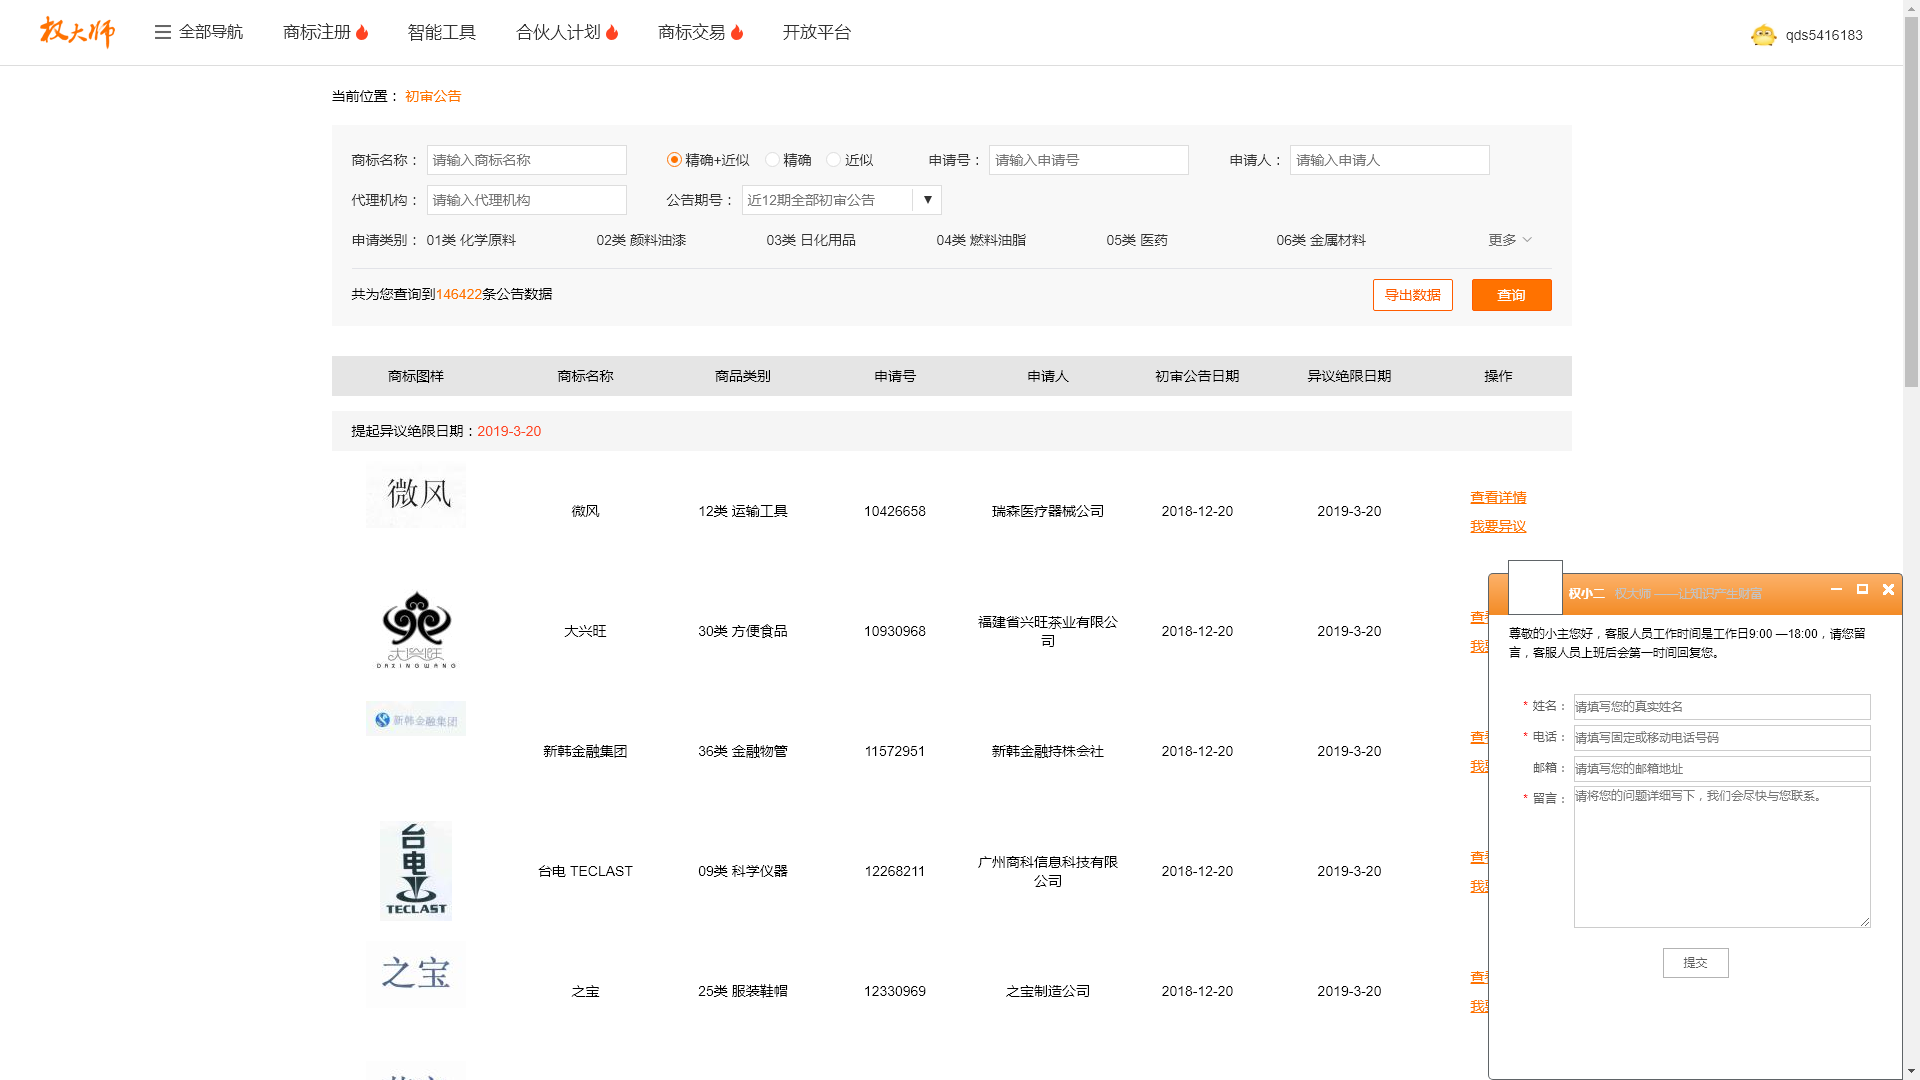 权大师 全部导航 商标注册 智能工具 合伙人计划 商标交易 开放平台 qds5416183
当前位置： 初审公告
商标名称： 请输入商标名称 精确+近似 精确 近似 申请号： 请输入申请号 申请人： 请输入申请人
代理机构： 请输入代理机构 公告期号： 近12期全部初审公告 ▼
申请类别： 01类 化学原料 02类 颜料油漆 03类 日化用品 04类 燃料油脂 05类 医药 06类 金属材料 更多
共为您查询到146422条公告数据 导出数据 查询
商标图样 商标名称 商品类别 申请号 申请人 初审公告日期 异议绝限日期 操作
提起异议绝限日期：2019-3-20
微风 微风 12类 运输工具 10426658 瑞森医疗器械公司 2018-12-20 2019-3-20 查看详情
我要异议
大兴旺
DAXINGWANG
大兴旺 30类 方便食品 10930968 福建省兴旺茶业有限公
司 2018-12-20 2019-3-20 查
我
新韩金融集团
新韩金融集团 36类 金融物管 11572951 新韩金融持株会社 2018-12-20 2019-3-20 查
我
台电
TECLAST
台电 TECLAST 09类 科学仪器 12268211 广州商科信息科技有限
公司 2018-12-20 2019-3-20 查
我
之宝
之宝 25类 服装鞋帽 12330969 之宝制造公司 2018-12-20 2019-3-20 查
我
权小二 权大师 ——让知识产生财富
尊敬的小主您好，客服人员工作时间是工作日9:00 —18:00，请您留
言，客服人员上班后会第一时间回复您。
* 姓名： 请填写您的真实姓名
* 电话： 请填写固定或移动电话号码
邮箱： 请填写您的邮箱地址
* 留言： 请将您的问题详细写下，我们会尽快与您联系。
提交